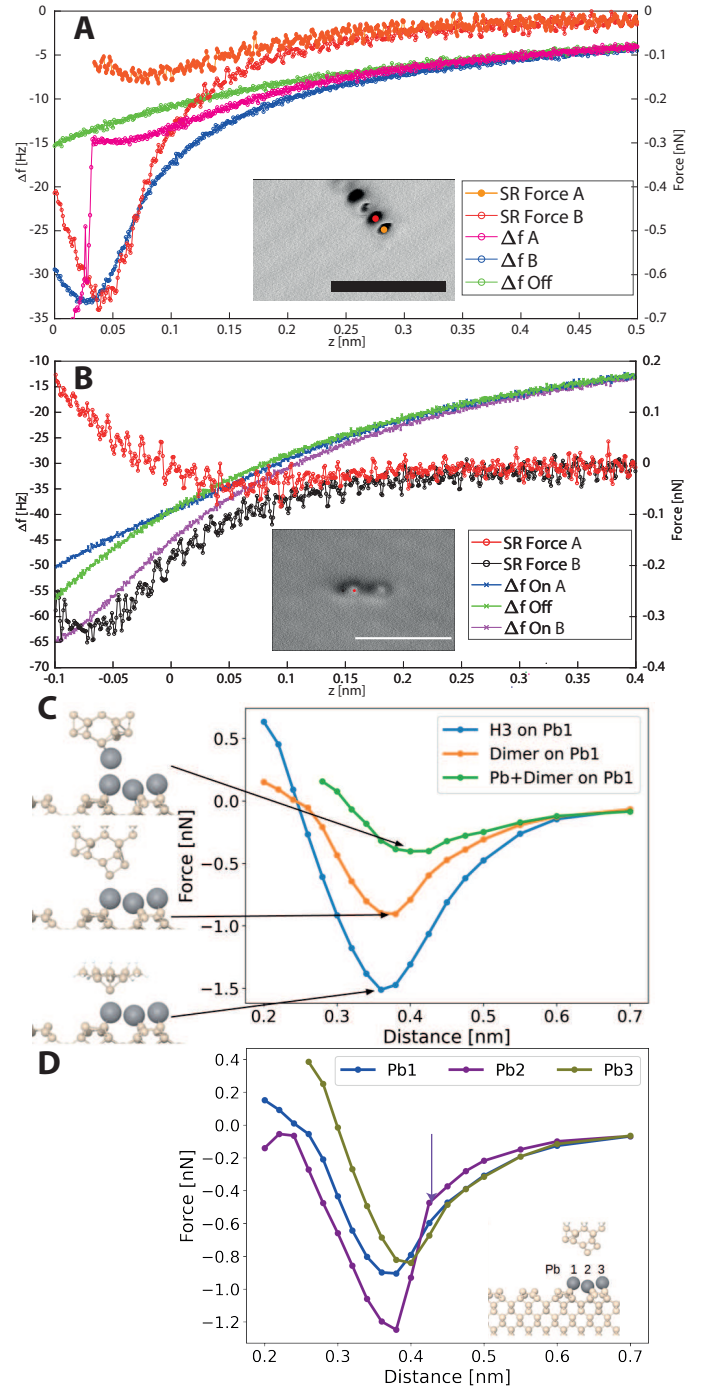 A
0
-5
-10
-15
-20
-25
-30
-35
Δf [Hz]
0
-0.1
-0.2
-0.3
-0.4
-0.5
-0.6
-0.7
Force [nN]
SR Force A
SR Force B
Δf A
Δf B
Δf Off
0 0.05 0.1 0.15 0.2 0.25 0.3 0.35 0.4 0.45 0.5
z [nm]
B
-10
-15
-20
-25
-30
-35
-40
-45
-50
-55
-60
-65
-70
Δf [Hz]
0.2
0.1
0
-0.1
-0.2
-0.3
-0.4
Force [nN]
SR Force A
SR Force B
Δf On A
Δf Off
Δf On B
-0.1 -0.05 0 0.05 0.1 0.15 0.2 0.25 0.3 0.35 0.4
z [nm]
C
H3 on Pb1
Dimer on Pb1
Pb+Dimer on Pb1
0.5
0.0
-0.5
-1.0
-1.5
Force [nN]
0.2 0.3 0.4 0.5 0.6 0.7
Distance [nm]
D
Pb1 Pb2 Pb3
0.4
0.2
0.0
-0.2
-0.4
-0.6
-0.8
-1.0
-1.2
Force [nN]
Pb 1 2 3
0.2 0.3 0.4 0.5 0.6 0.7
Distance [nm]